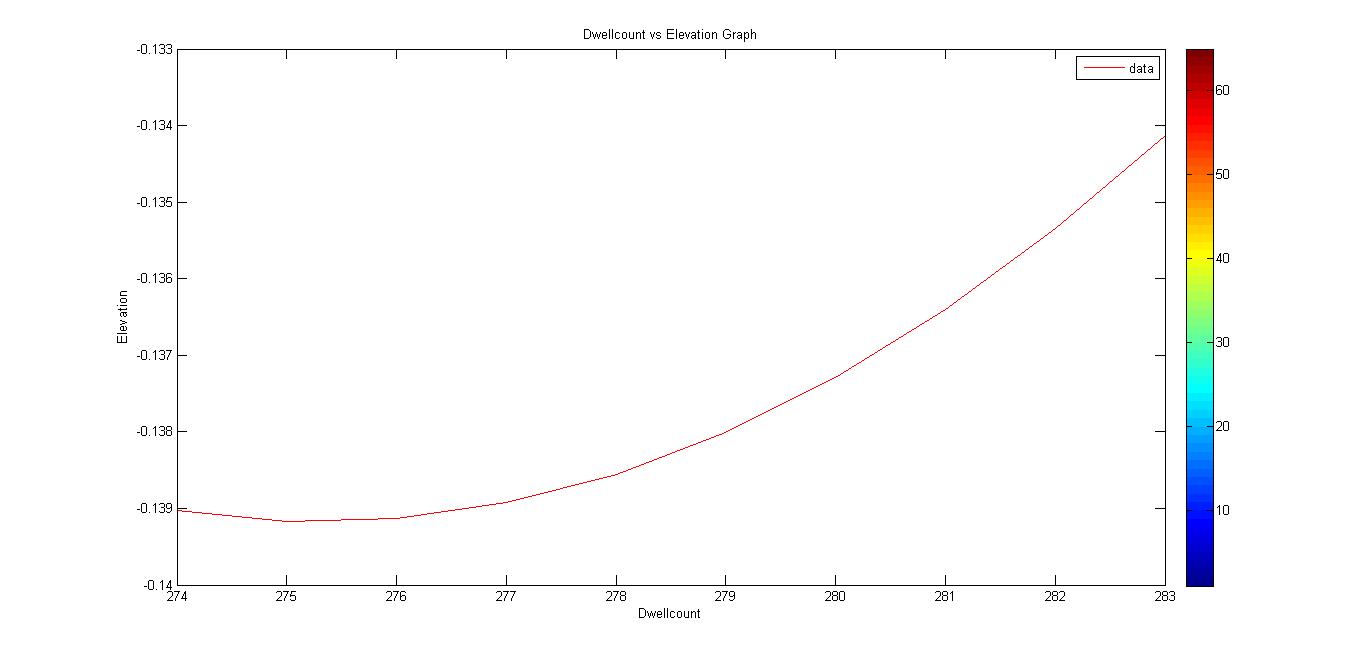 Dwellcount vs Elevation Graph
data
-0.133
-0.134
-0.135
-0.136
-0.137
-0.138
-0.139
-0.14
Elevation
274 275 276 277 278 279 280 281 282 283
Dwellcount
60
50
40
30
20
10